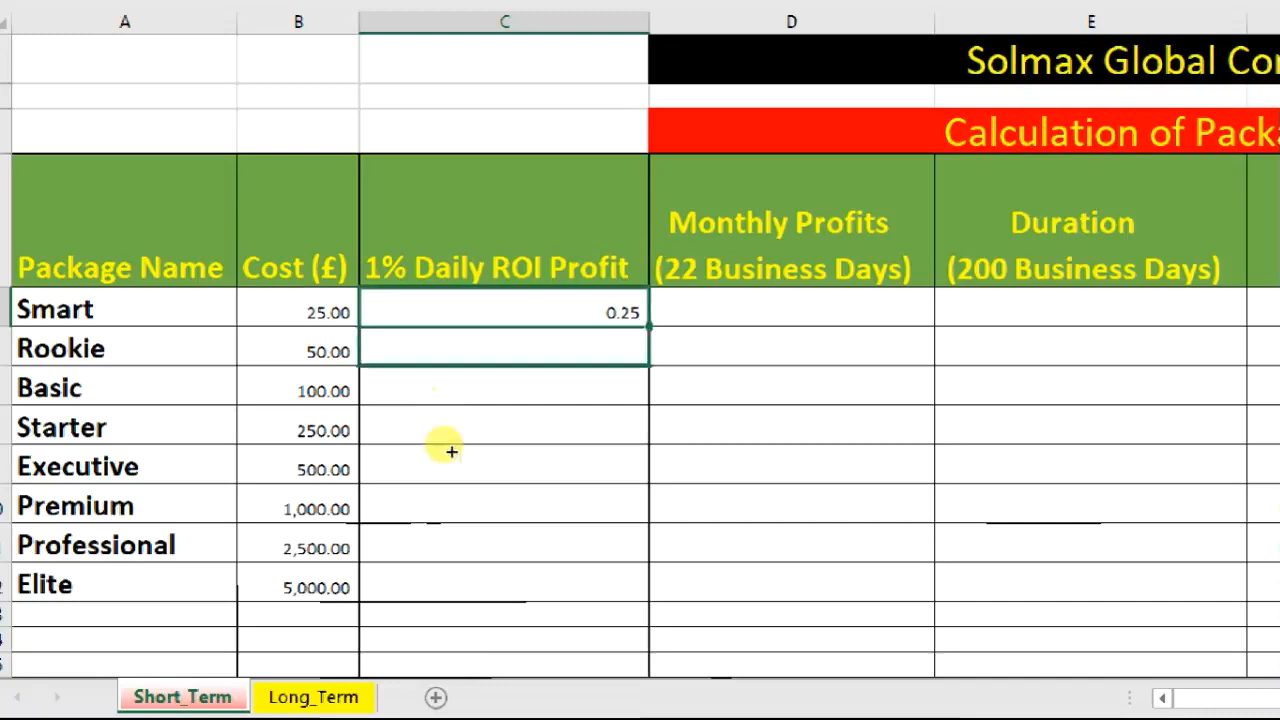 A B C D E
Solmax Global Co
Calculation of Pack
Monthly Profits Duration
Package Name Cost (£) 1% Daily ROI Profit (22 Business Days) (200 Business Days)
Smart 25.00 0.25
Rookie 50.00
Basic 100.00
Starter 250.00
Executive 500.00
Premium 1,000.00
Professional 2,500.00
Elite 5,000.00
Short_Term Long_Term